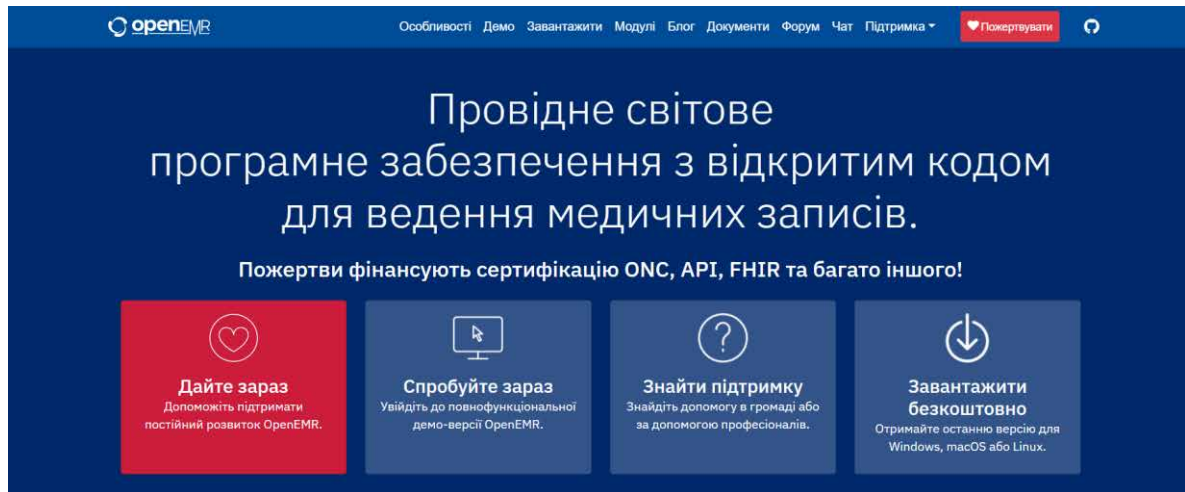 openEMR
Особливості Демо Завантажити Модулі Блог Документи Форум Чат Підтримка Пожертвувати
Провідне світове
програмне забезпечення з відкритим кодом
для ведення медичних записів.
Пожертви фінансують сертифікацію ONC, API, FHIR та багато іншого!
Дайте зараз
Допоможіть підтримати
постійний розвиток OpenEMR.
Спробуйте зараз
Увійдіть до повнофункціональної
демо-версії OpenEMR.
Знайти підтримку
Знайдіть допомогу в громаді або
за допомогою професіоналів.
Завантажити
безкоштовно
Отримайте останню версію для
Windows, macOS або Linux.